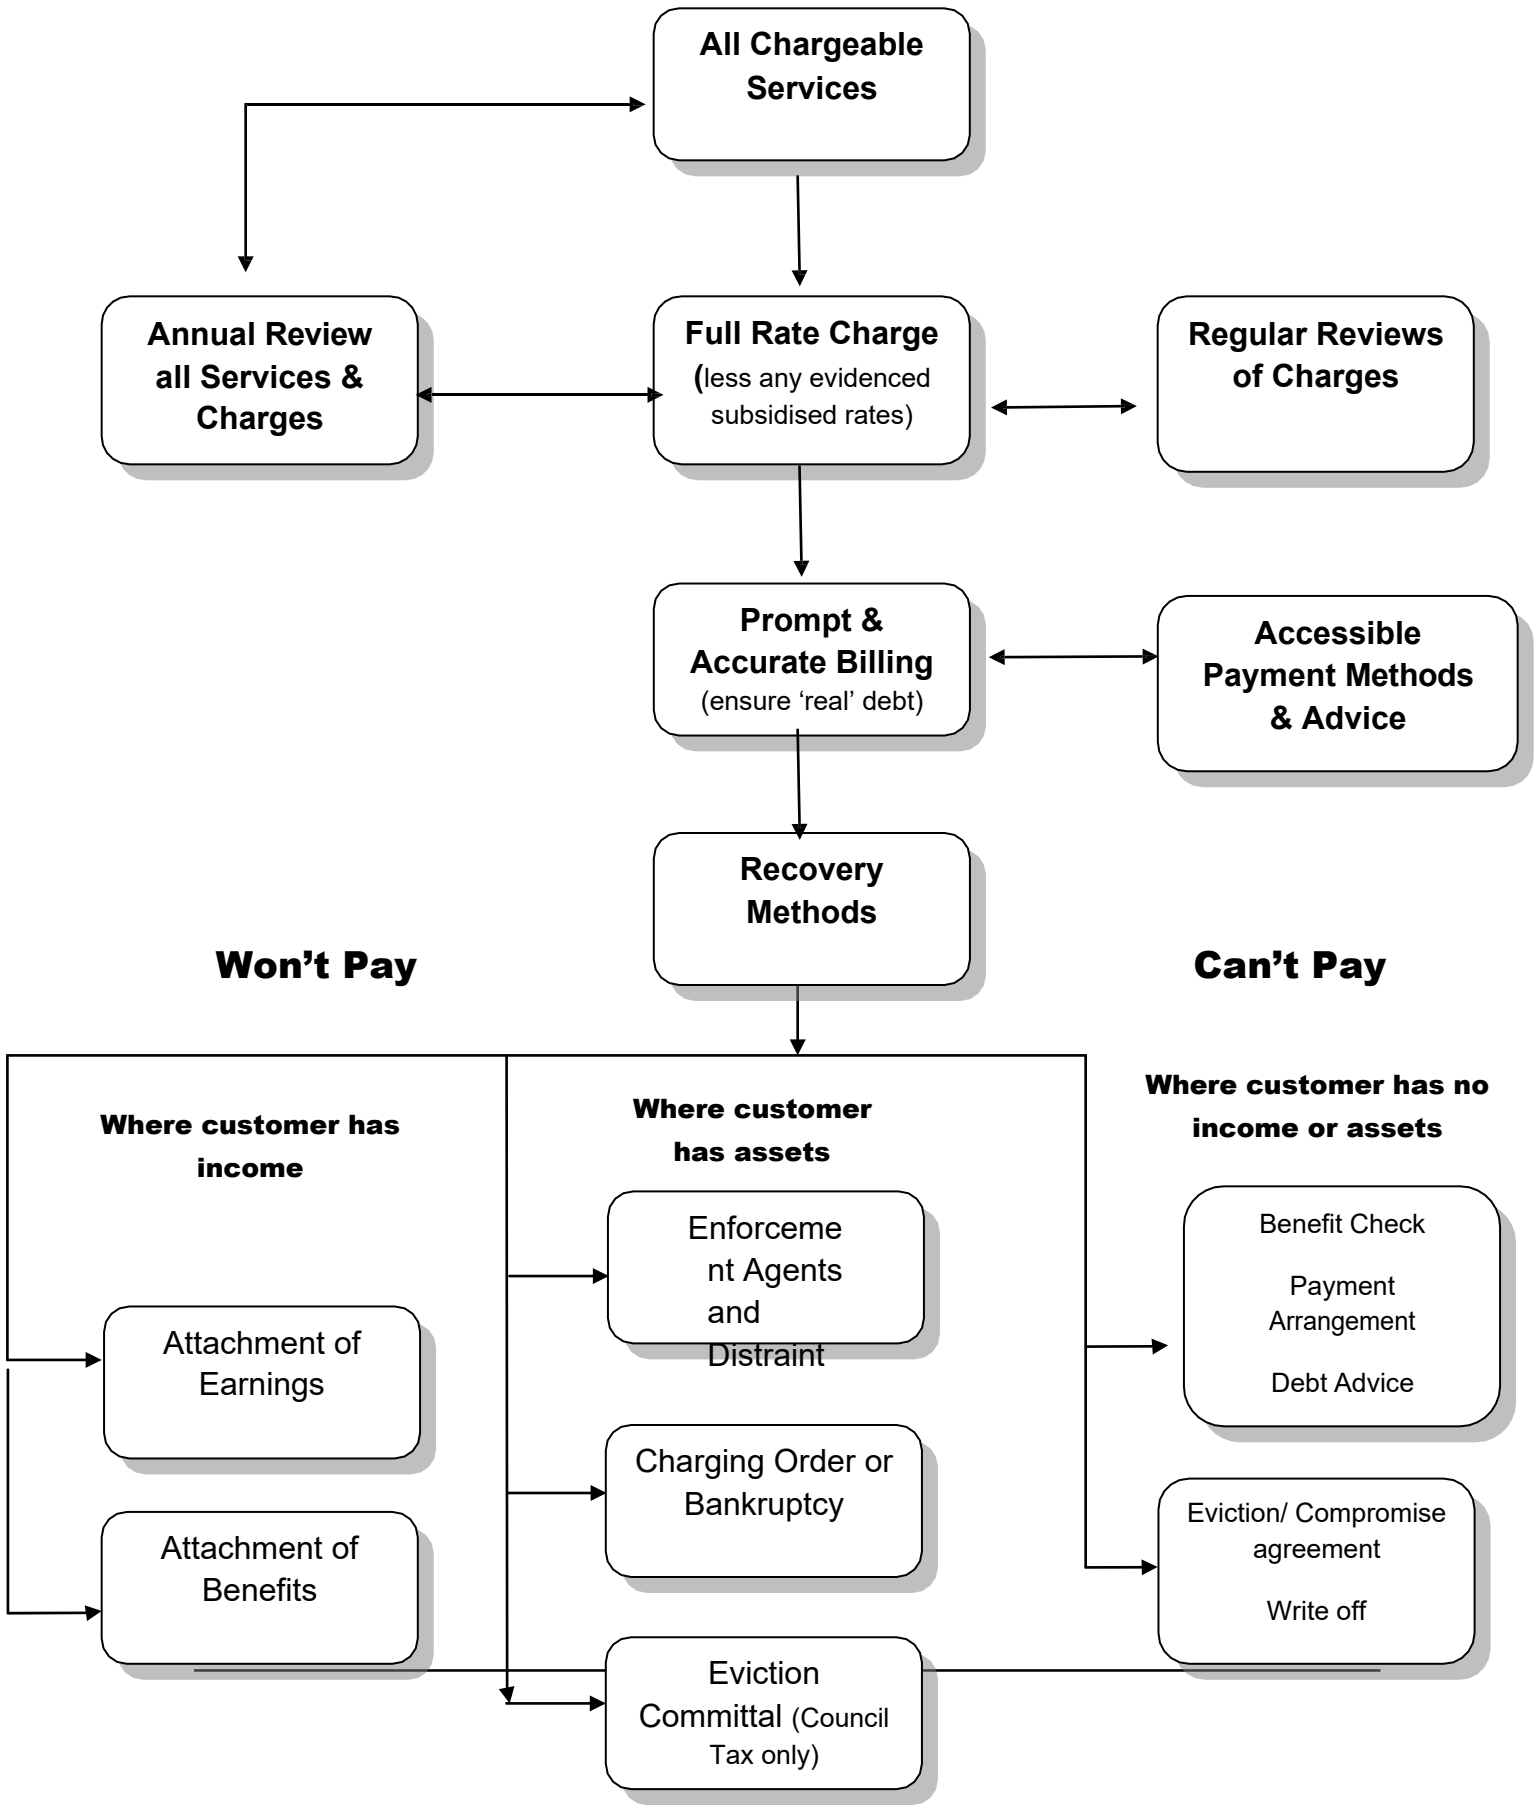 All Chargeable
Services
Annual Review
all Services &
Charges
Full Rate Charge
(less any evidenced
subsidised rates)
Regular Reviews
of Charges
Prompt &
Accurate Billing
(ensure ‘real’ debt)
Accessible
Payment Methods
& Advice
Recovery
Methods
Won’t Pay
Can’t Pay
Where customer has
income
Where customer
has assets
Where customer has no
income or assets
Attachment of
Earnings
Attachment of
Benefits
Enforceme
nt Agents
and
Distraint
Charging Order or
Bankruptcy
Eviction
Committal (Council
Tax only)
Benefit Check
Payment
Arrangement
Debt Advice
Eviction/ Compromise
agreement
Write off